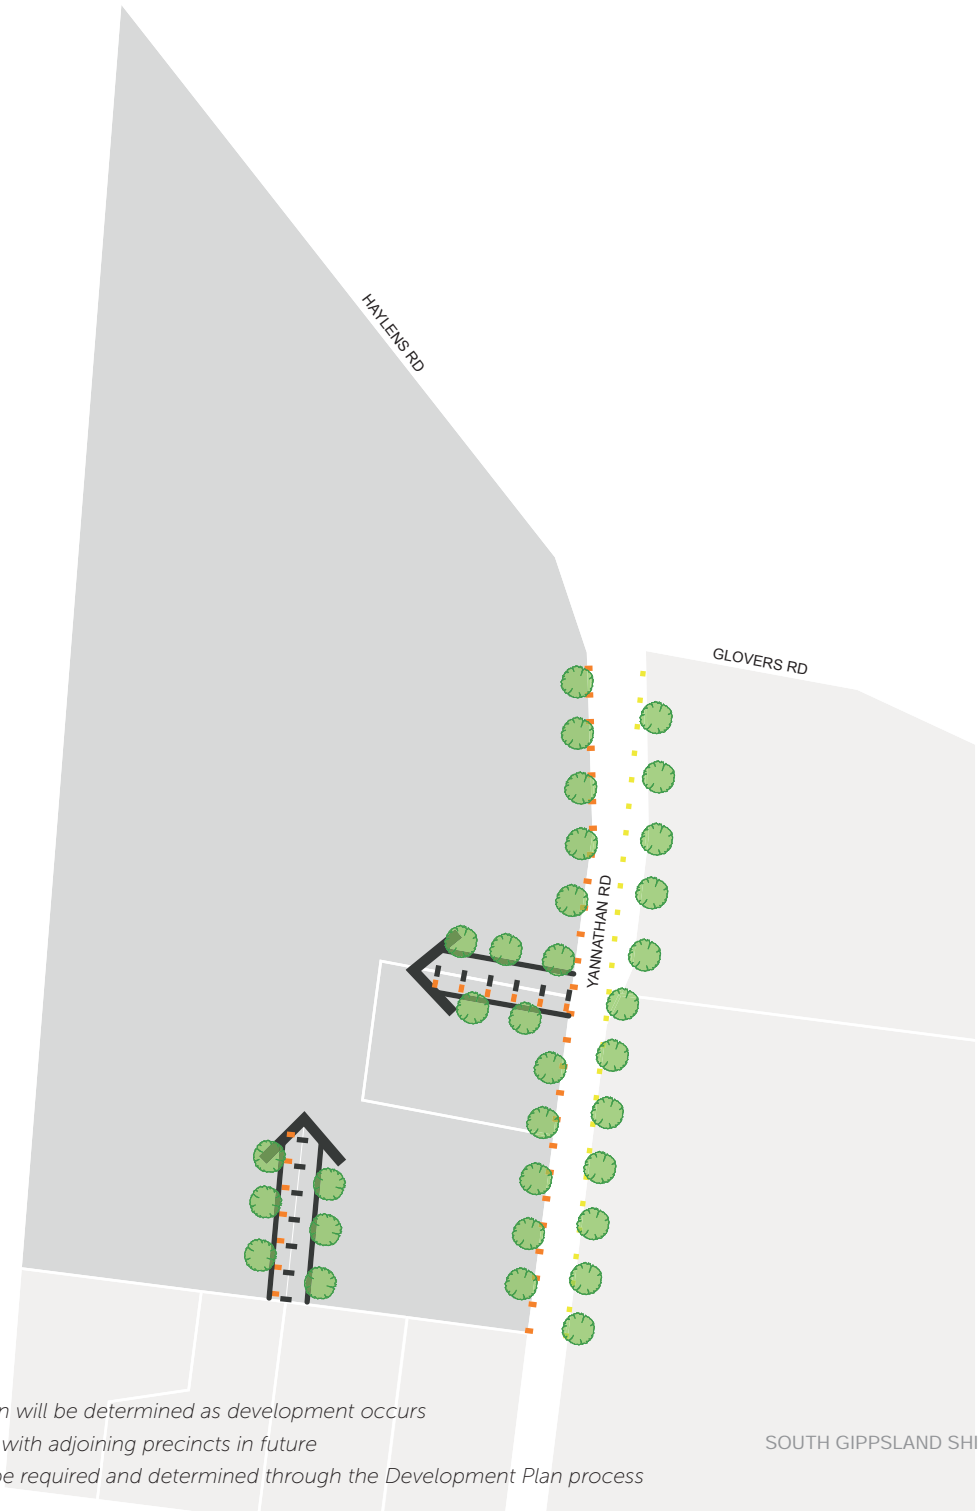 HAYLENS RD
GLOVERS RD
YANNATHAN RD
will be determined as development occurs
with adjoining precincts in future
SOUTH GIPPSLAND
be required and determined through the Development Plan process